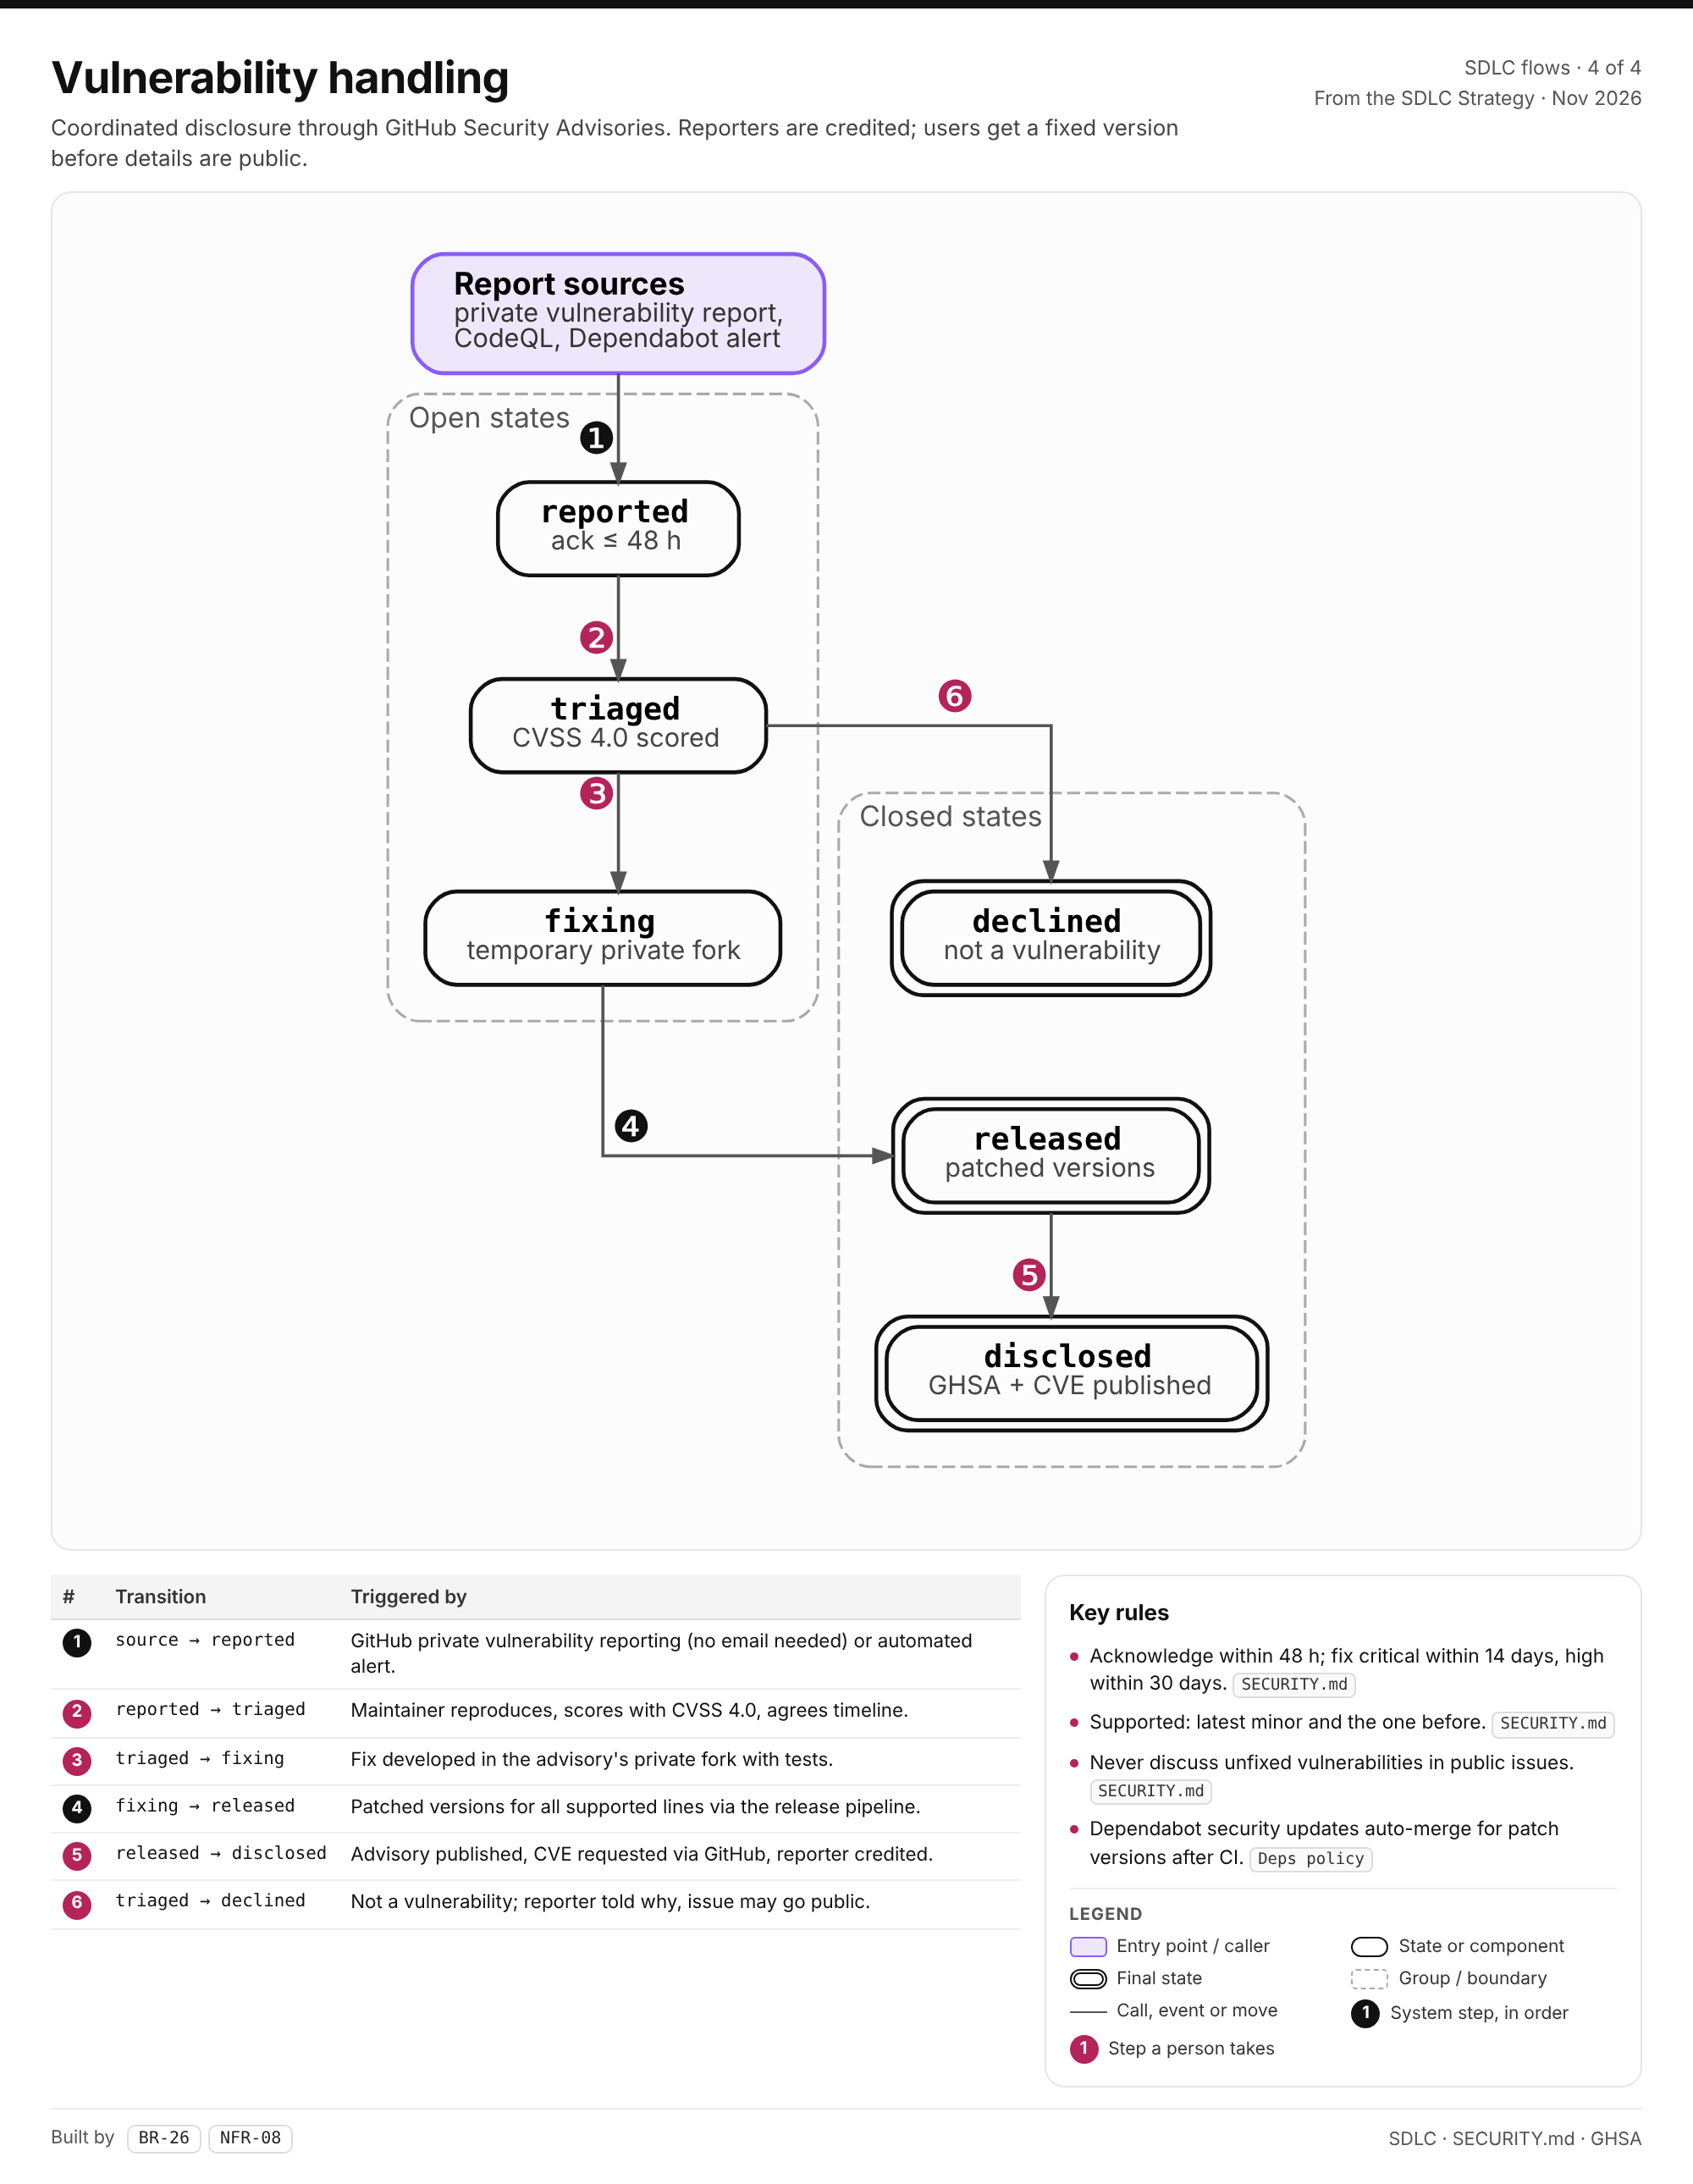 Vulnerability handling
SDLC flows · 4 of 4
From the SDLC Strategy · Nov 2026
Coordinated disclosure through GitHub Security Advisories. Reporters are credited; users get a fixed version
before details are public.
Report sources
private vulnerability report,
CodeQL, Dependabot alert
Open states
1
reported
ack ≤ 48 h
2
triaged
CVSS 4.0 scored
6
3
Closed states
fixing
temporary private fork
declined
not a vulnerability
4
released
patched versions
5
disclosed
GHSA + CVE published
# Transition Triggered by
1 source → reported GitHub private vulnerability reporting (no email needed) or automated
alert.
2 reported → triaged Maintainer reproduces, scores with CVSS 4.0, agrees timeline.
3 triaged → fixing Fix developed in the advisory's private fork with tests.
4 fixing → released Patched versions for all supported lines via the release pipeline.
5 released → disclosed Advisory published, CVE requested via GitHub, reporter credited.
6 triaged → declined Not a vulnerability; reporter told why, issue may go public.
Key rules
Acknowledge within 48 h; fix critical within 14 days, high
within 30 days. SECURITY.md
Supported: latest minor and the one before. SECURITY.md
Never discuss unfixed vulnerabilities in public issues.
SECURITY.md
Dependabot security updates auto-merge for patch
versions after CI. Deps policy
LEGEND
Entry point / caller
State or component
Final state
Group / boundary
Call, event or move
1 System step, in order
1 Step a person takes
Built by BR-26 NFR-08
SDLC · SECURITY.md · GHSA